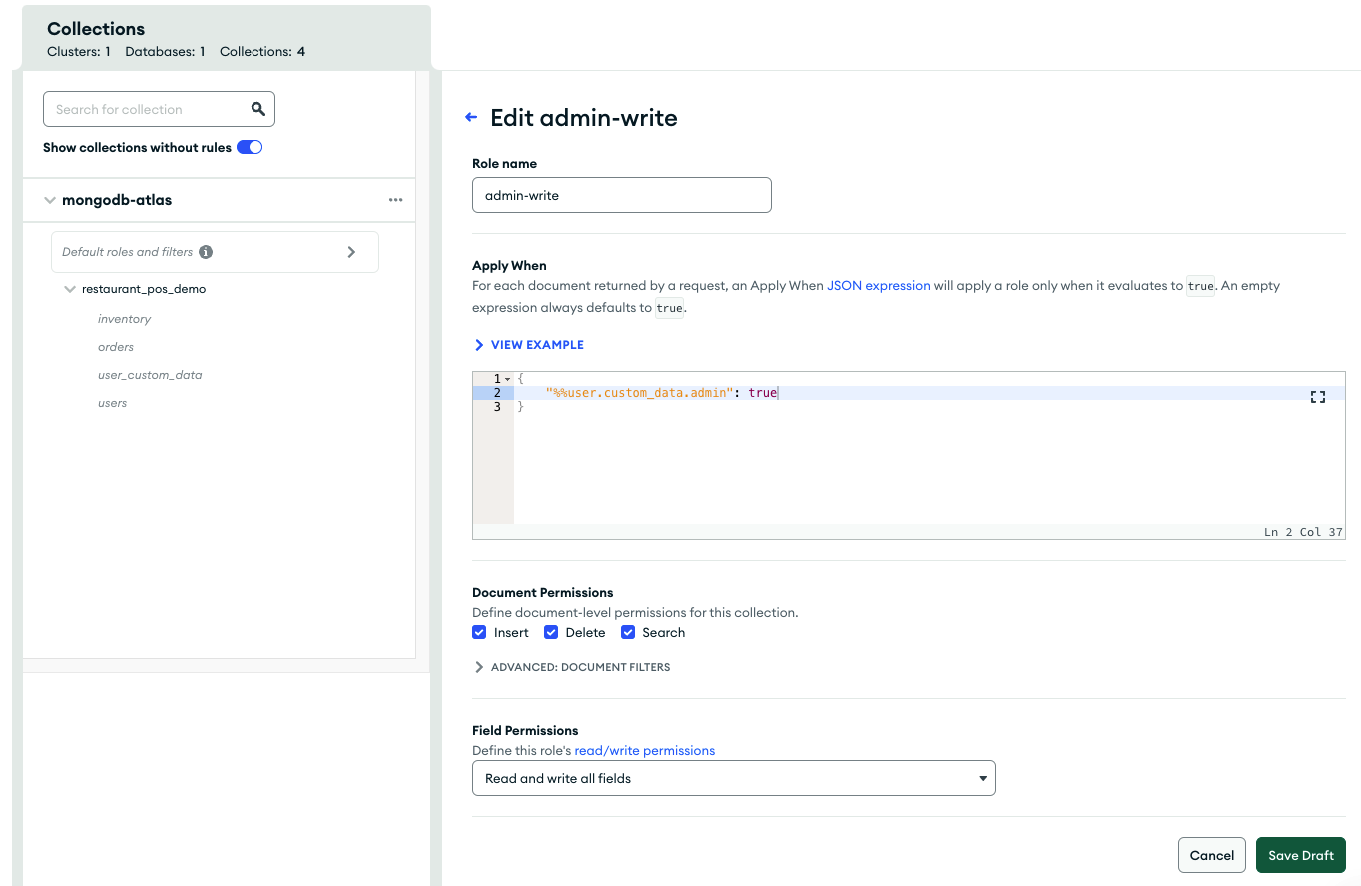 Collections
Clusters: 1 Databases: 1 Collections: 4
Search for collection
Show collections without rules
mongodb-atlas
Default roles and filters
restaurant_pos_demo
inventory
orders
user_custom_data
users
Edit admin-write
Role name
admin-write
Apply When
For each document returned by a request, an Apply When JSON expression will apply a role only when it evaluates to true. An empty
expression always defaults to true.
VIEW EXAMPLE
1 {
2 "%%user.custom_data.admin": true
3 }
Ln 2 Col 37
Document Permissions
Define document-level permissions for this collection.
Insert Delete Search
ADVANCED: DOCUMENT FILTERS
Field Permissions
Define this role's read/write permissions
Read and write all fields
Cancel Save Draft